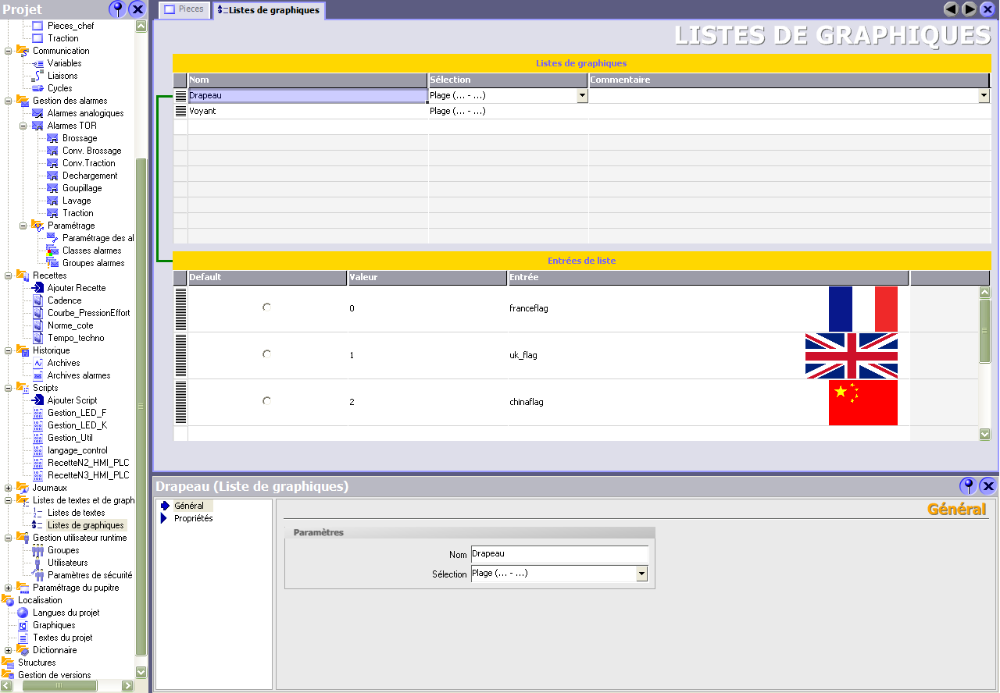 Projet
Pieces_chef
Traction
Communication
Variables
Liaisons
Cycles
Gestion des alarmes
Alarmes analogiques
Alarmes TOR
Brossage
Conv. Brossage
Conv.Traction
Dechargement
Goupillage
Lavage
Traction
Paramétrage
Paramétrage des al
Classes alarmes
Groupes alarmes
Recettes
Ajouter Recette
Cadence
Courbe_PressionEffort
Norme_cote
Tempo_techno
Historique
Archives
Archives alarmes
Scripts
Ajouter Script
Gestion_LED_F
Gestion_LED_K
Gestion_Util
langage_control
RecetteN2_HMI_PLC
RecetteN3_HMI_PLC
Journaux
Listes de textes et de graph
Listes de textes
Listes de graphiques
Gestion utilisateur runtime
Groupes
Utilisateurs
Paramètres de sécurité
Paramétrage du pupitre
Localisation
Langues du projet
Graphiques
Textes du projet
Dictionnaire
Structures
Gestion de versions
Pieces
Listes de graphiques
LISTES DE GRAPHIQUES
Listes de graphiques
Nom Sélection Commentaire
Drapeau Plage (... - ...)
Voyant Plage (... - ...)
Entrées de liste
Default Valeur Entrée
0 franceflag
1 uk_flag
2 chinaflag
Drapeau (Liste de graphiques)
Général
Propriétés
Général
Paramètres
Nom Drapeau
Sélection Plage (... - ...)